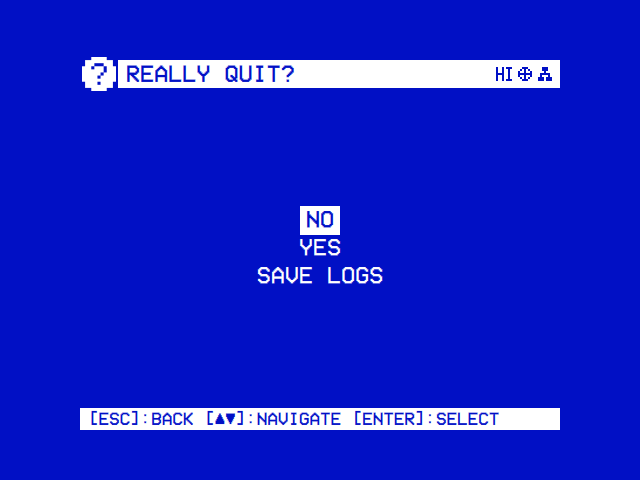 ? REALLY QUIT? HI
NO
YES
SAVE LOGS
[ESC]:BACK [▲▼]:NAVIGATE [ENTER]:SELECT